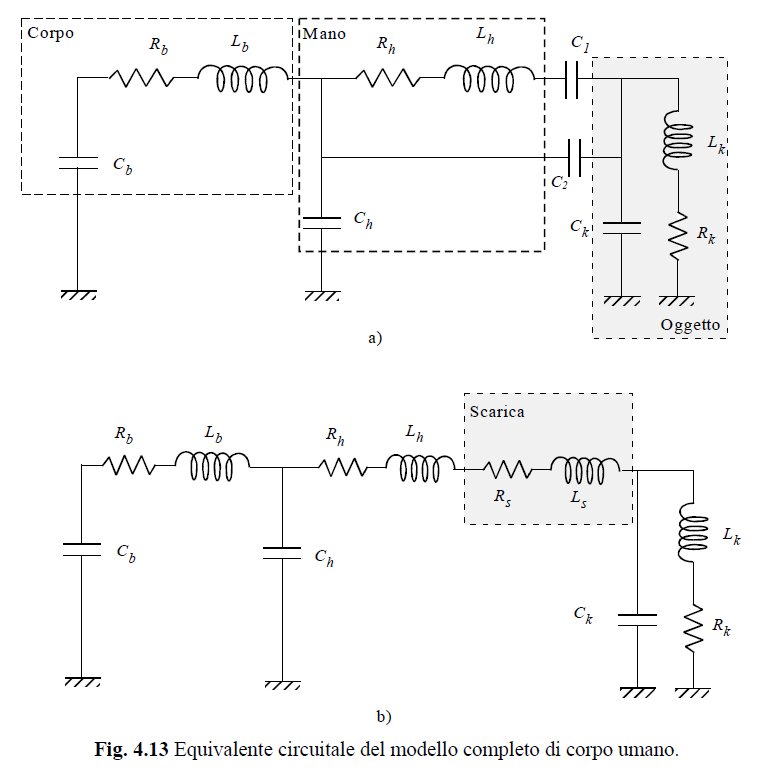 Corpo
Mano
R_b
L_b
R_h
L_h
C_1
C_b
C_h
C_2
C_k
L_k
R_k
Oggetto
a)
Scarica
R_b
L_b
R_h
L_h
R_s
L_s
C_b
C_h
C_k
L_k
R_k
b)
Fig. 4.13 Equivalente circuitale del modello completo di corpo umano.